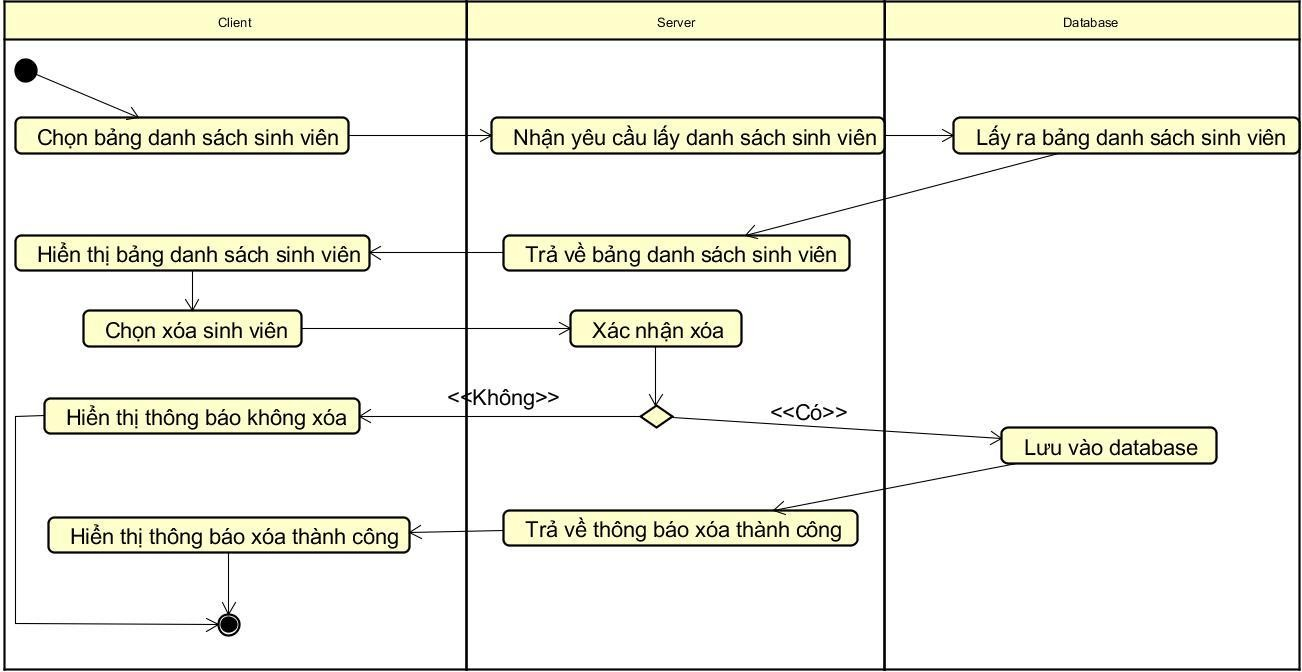 Client
Server
Database
Chọn bảng danh sách sinh viên
Nhận yêu cầu lấy danh sách sinh viên
Lấy ra bảng danh sách sinh viên
Hiển thị bảng danh sách sinh viên
Trả về bảng danh sách sinh viên
Chọn xóa sinh viên
Xác nhận xóa
<<Không>>
<<Có>>
Hiển thị thông báo không xóa
Lưu vào database
Hiển thị thông báo xóa thành công
Trả về thông báo xóa thành công